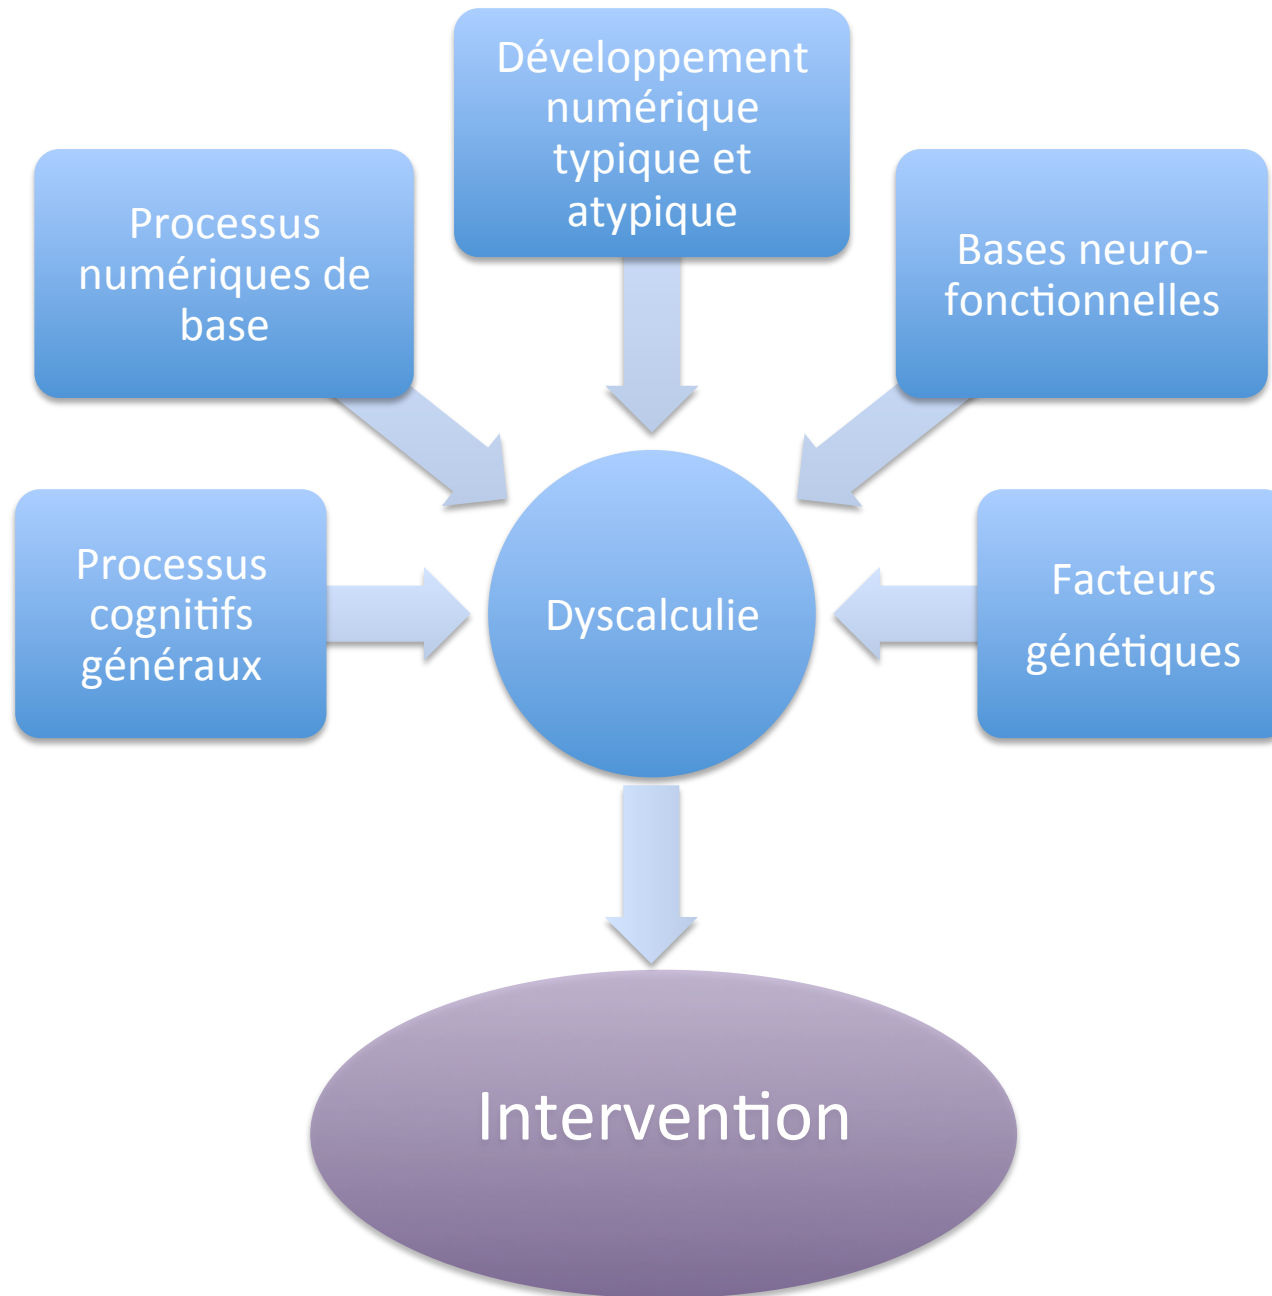 Développement
numérique
typique et
atypique
Processus
numériques de
base
Bases neuro-
fonctionnelles
Processus
cognitifs
généraux
Dyscalculie
Facteurs
génétiques
Intervention